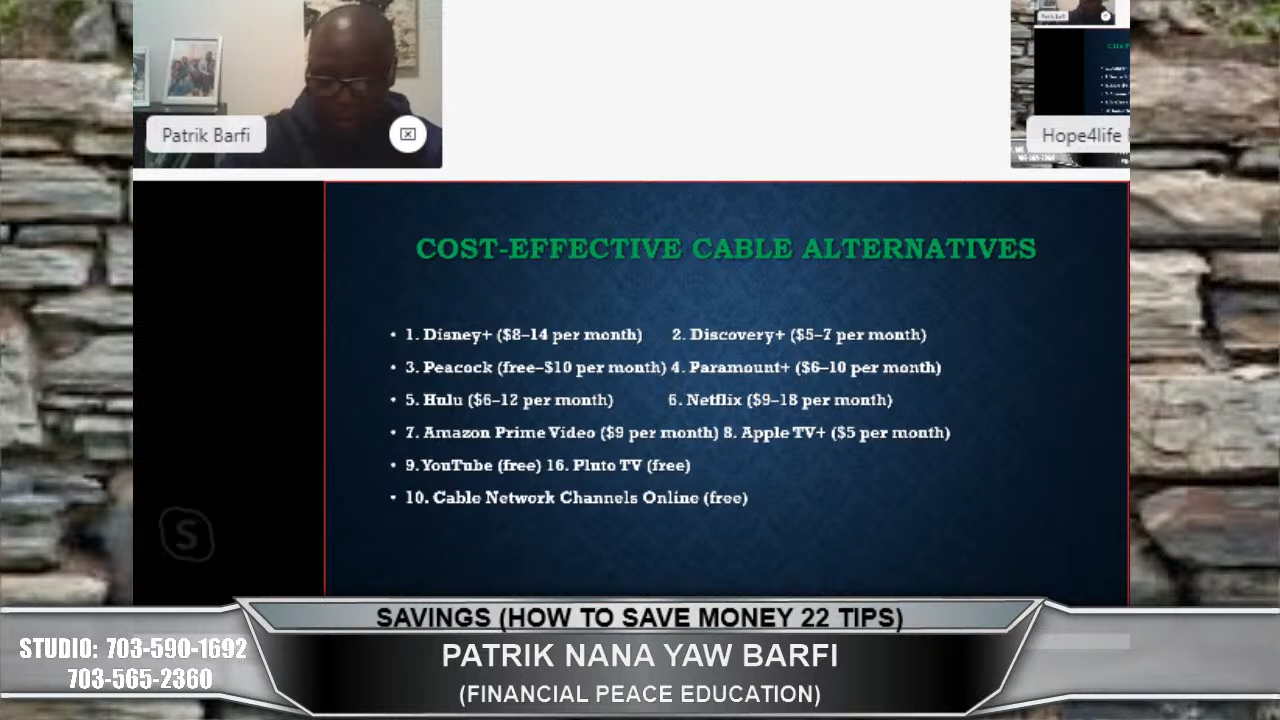 Patrik Barfi
Hope4life
COST-EFFECTIVE CABLE ALTERNATIVES
• 1. Disney+ ($8–14 per month) 2. Discovery+ ($5–7 per month)
• 3. Peacock (free–$10 per month) 4. Paramount+ ($6–10 per month)
• 5. Hulu ($6–12 per month) 6. Netflix ($9–18 per month)
• 7. Amazon Prime Video ($9 per month) 8. Apple TV+ ($5 per month)
• 9. YouTube (free) 16. Pluto TV (free)
• 10. Cable Network Channels Online (free)
S
SAVINGS (HOW TO SAVE MONEY 22 TIPS)
STUDIO: 703-590-1692
703-565-2360
PATRIK NANA YAW BARFI
(FINANCIAL PEACE EDUCATION)